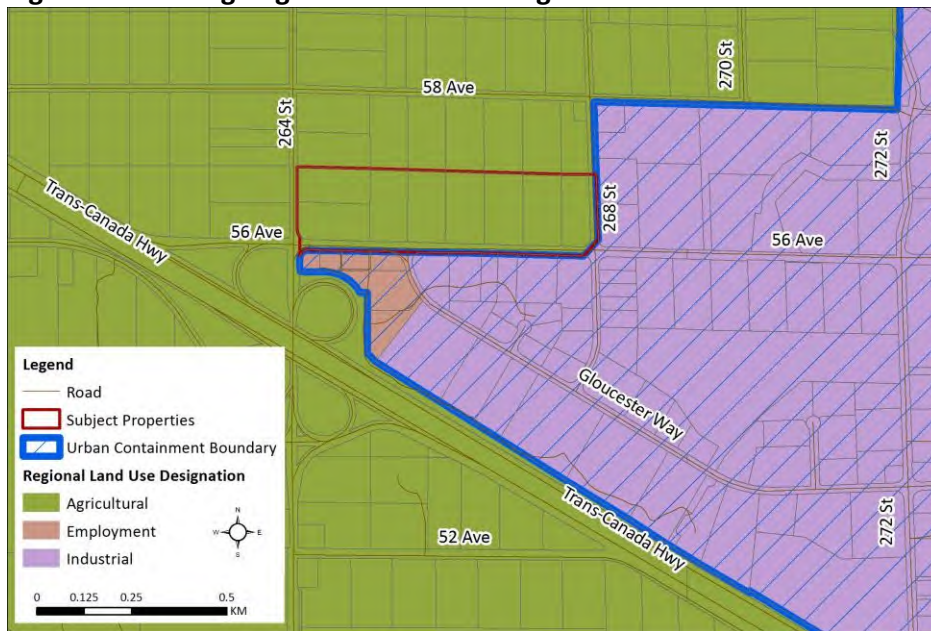 58 Ave
270 St
264 St
272 St
268 St
Trans-Canada Hwy
56 Ave
56 Ave
Gloucester Way
Trans-Canada Hwy
272 St
52 Ave
Legend
Road
Subject Properties
Urban Containment Boundary
Regional Land Use Designation
Agricultural
Employment
Industrial
N
W E
S
0 0.125 0.25 0.5
KM